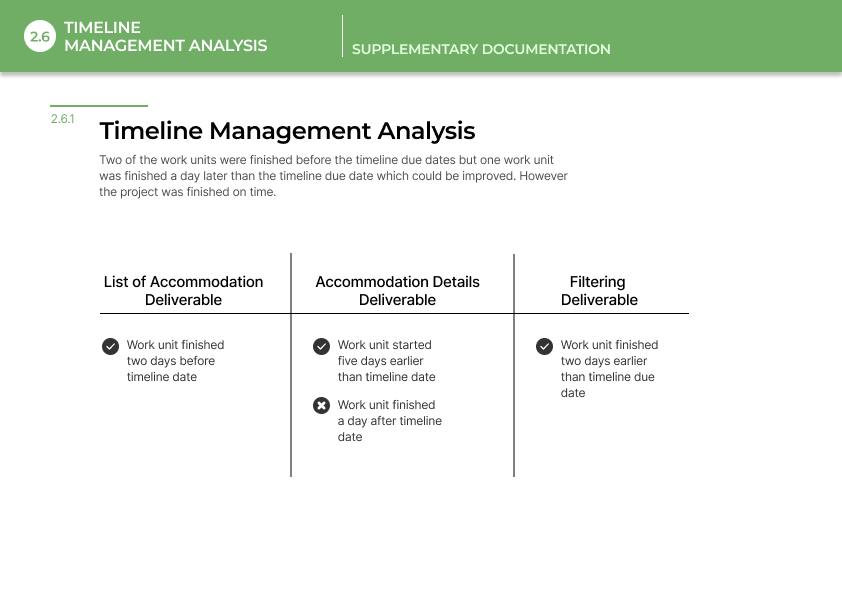 2.6
TIMELINE
MANAGEMENT ANALYSIS
SUPPLEMENTARY DOCUMENTATION
2.6.1
Timeline Management Analysis
Two of the work units were finished before the timeline due dates but one work unit
was finished a day later than the timeline due date which could be improved. However
the project was finished on time.
List of Accommodation
Deliverable
Work unit finished
two days before
timeline date
Accommodation Details
Deliverable
Work unit started
five days earlier
than timeline date
Work unit finished
a day after timeline
date
Filtering
Deliverable
Work unit finished
two days earlier
than timeline due
date